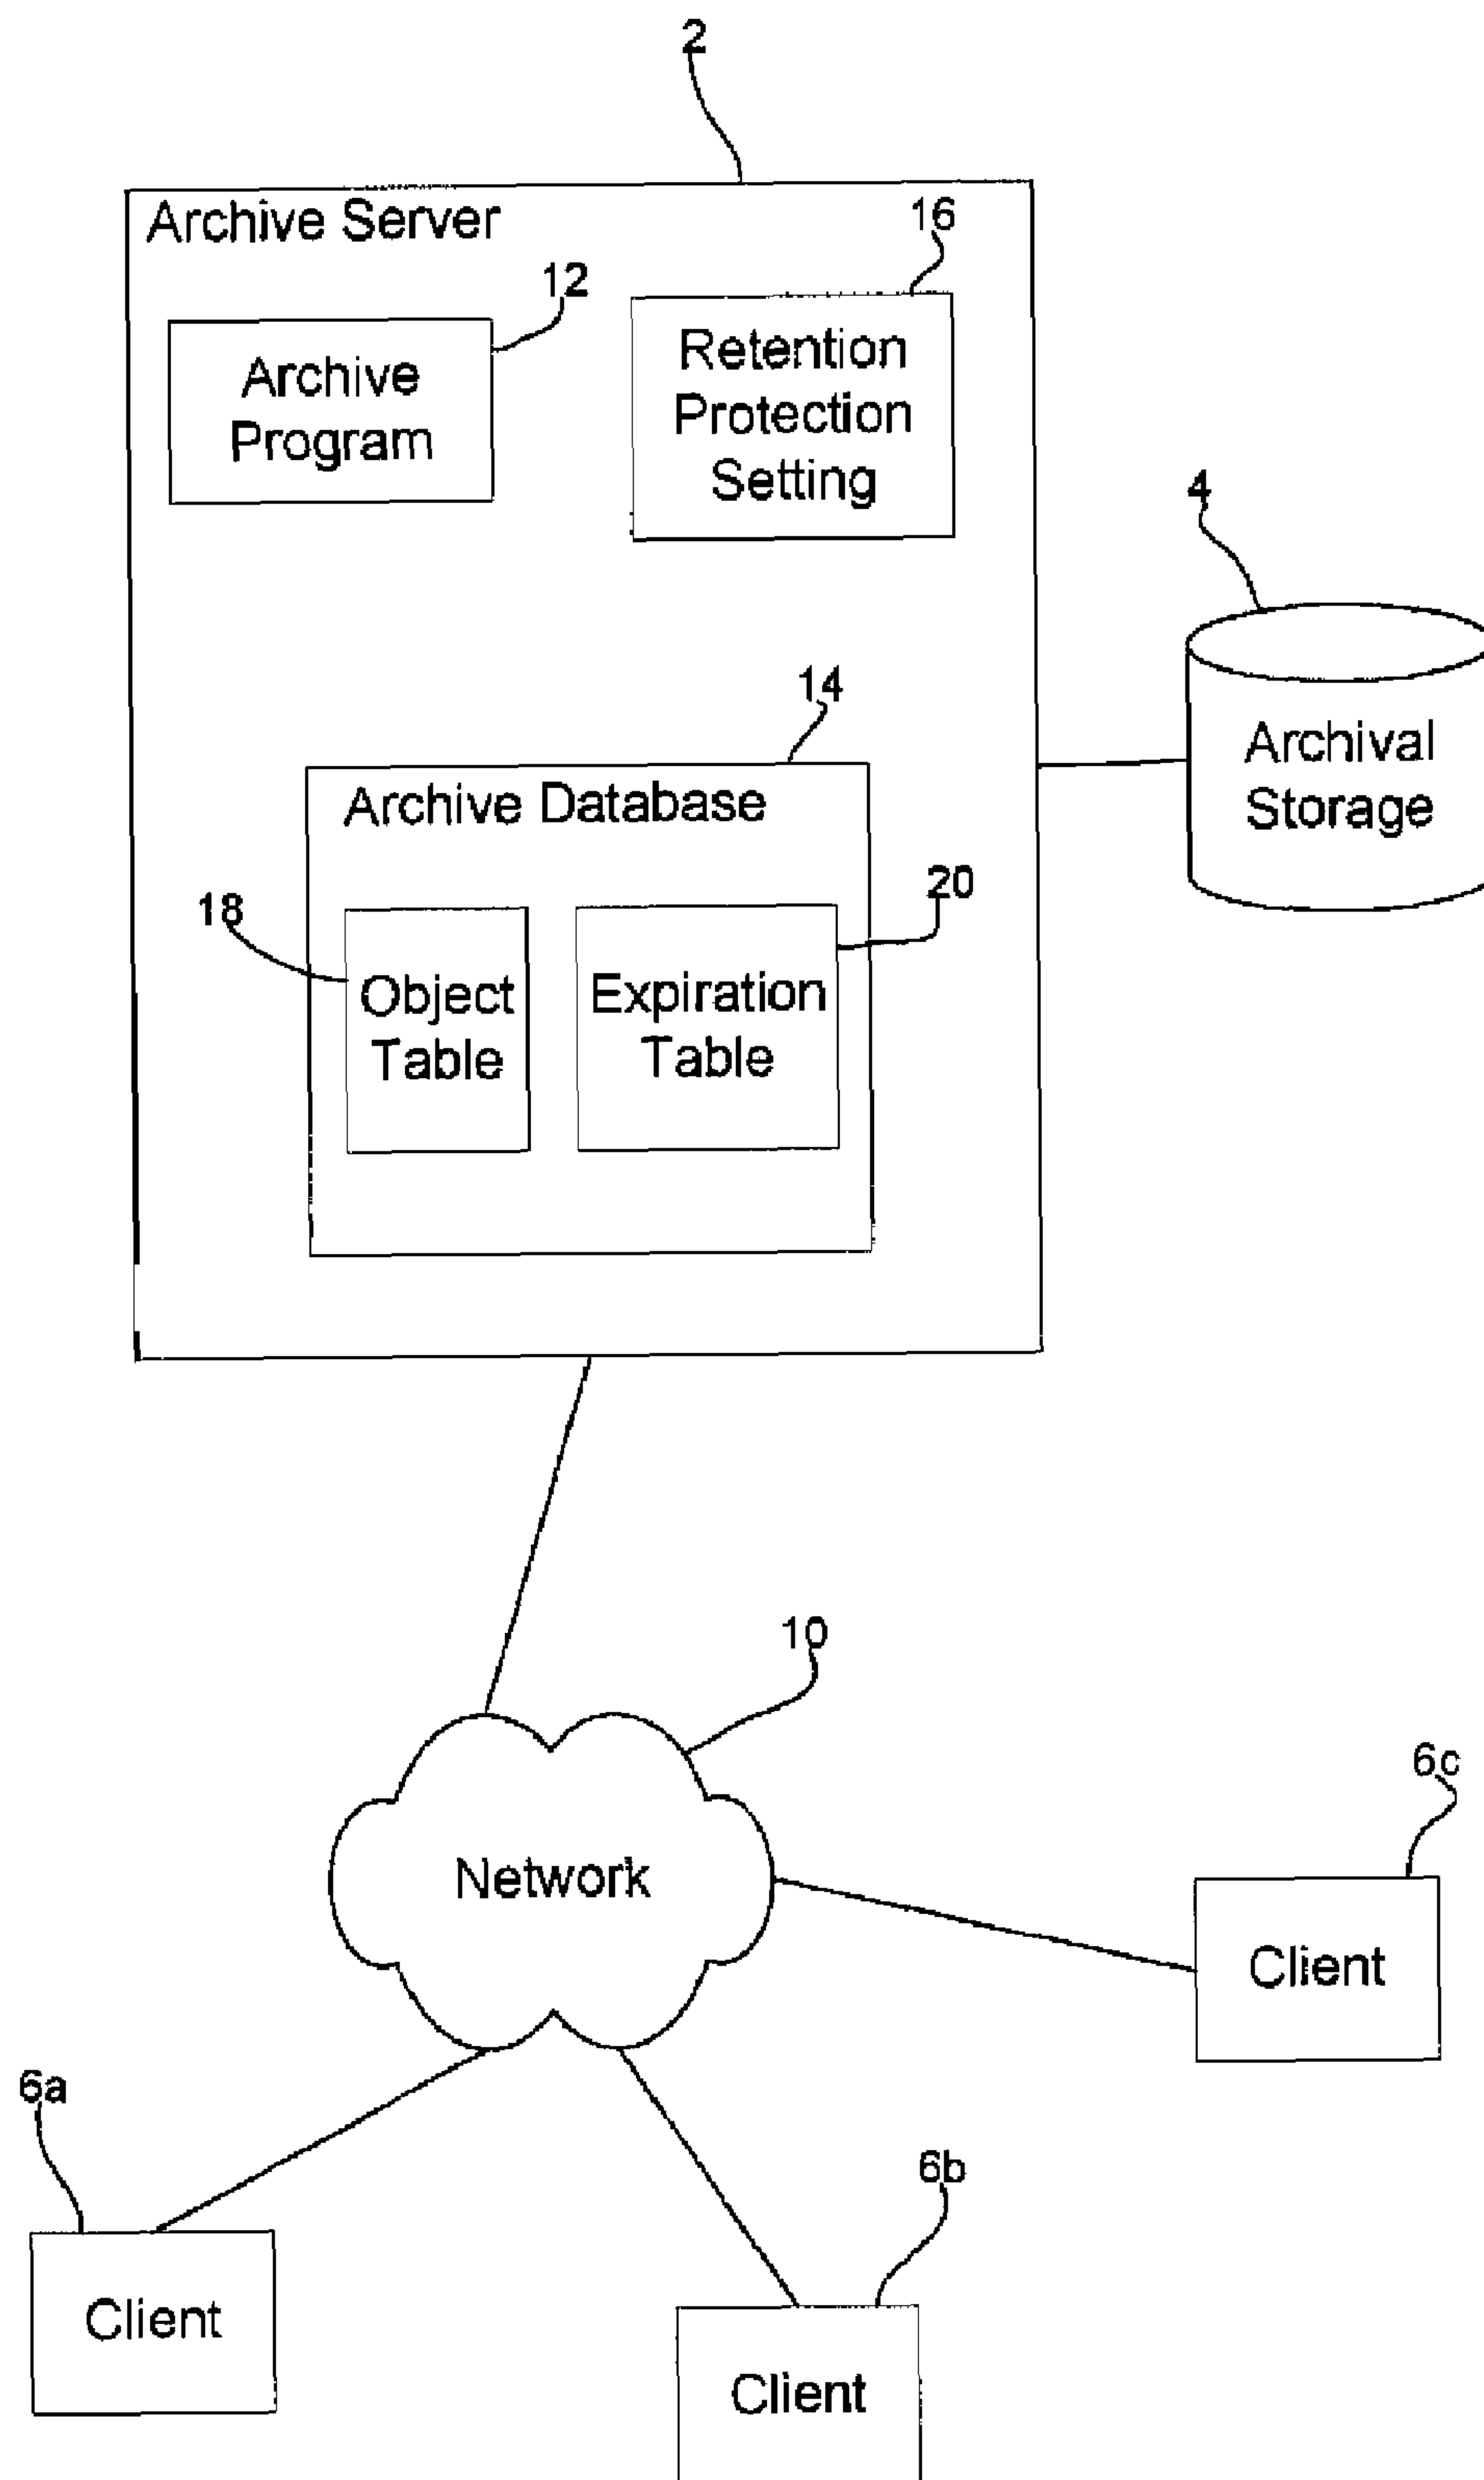 2
Archive Server
16
12
Archive
Program
Retention
Protection
Setting
4
Archival
Storage
14
Archive Database
18
20
Object
Table
Expiration
Table
10
Network
6c
Client
6a
Client
6b
Client